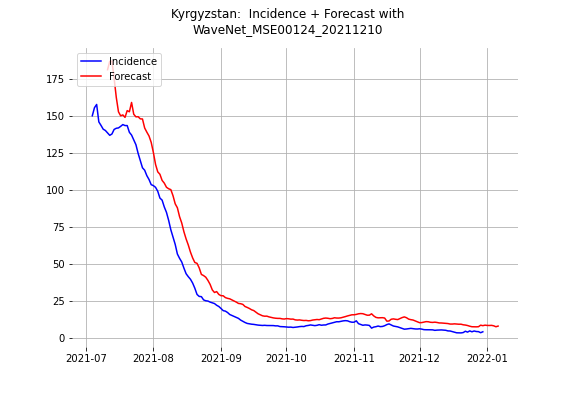 Kyrgyzstan:  Incidence + Forecast with
WaveNet_MSE00124_20211210
Incidence
Forecast
175
150
125
100
75
50
25
0
2021-07 2021-08 2021-09 2021-10 2021-11 2021-12 2022-01